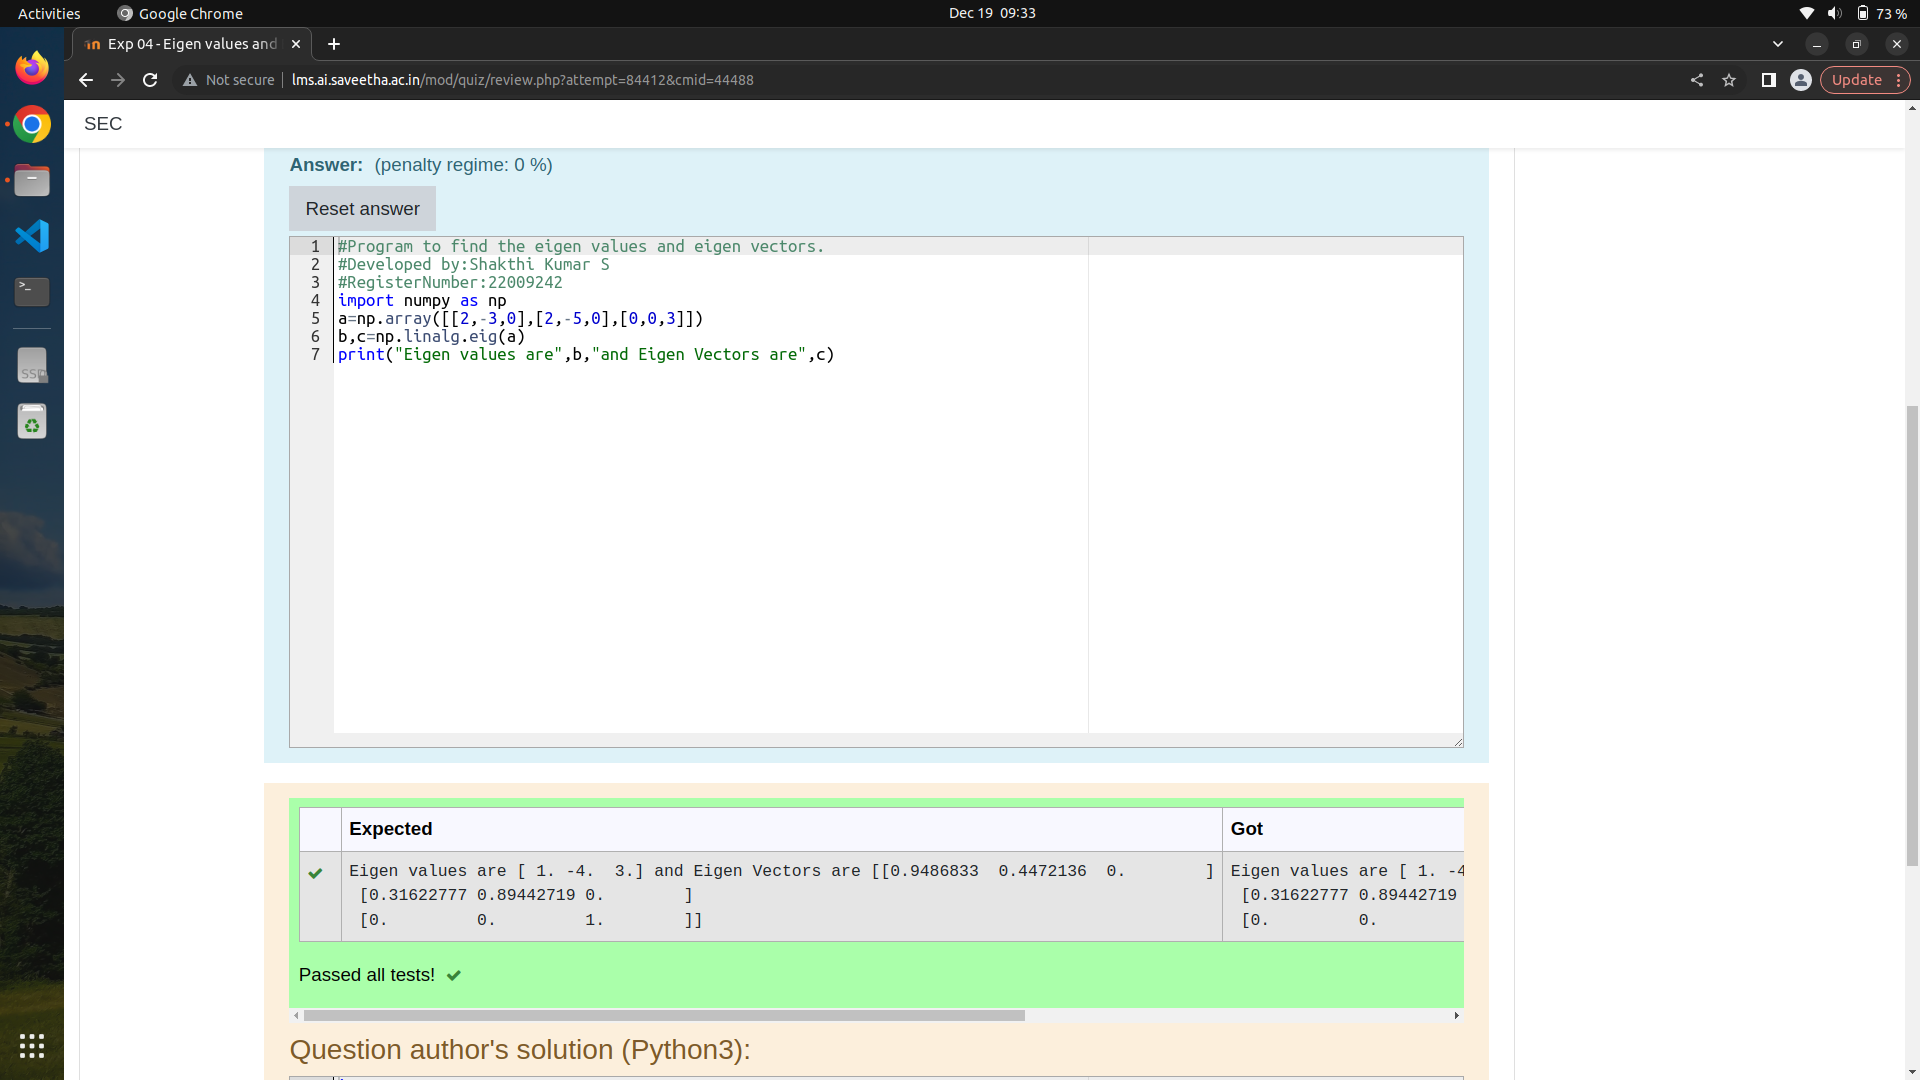 Activities
Google Chrome
Dec 19 09:33
73 %
Exp 04 - Eigen values and
Not secure
lms.ai.saveetha.ac.in/mod/quiz/review.php?attempt=84412&cmid=44488
Update
SEC
Answer: (penalty regime: 0 %)
Reset answer
1 #Program to find the eigen values and eigen vectors.
2 #Developed by:Shakthi Kumar S
3 #RegisterNumber:22009242
4 import numpy as np
5 a=np.array([[2,-3,0],[2,-5,0],[0,0,3]])
6 b,c=np.linalg.eig(a)
7 print("Eigen values are",b,"and Eigen Vectors are",c)
SSD
Expected
Got
Eigen values are [ 1. -4.  3.] and Eigen Vectors are [[0.9486833  0.4472136  0.        ]
Eigen values are [ 1. -4
[0.31622777 0.89442719 0.        ]
[0.31622777 0.89442719
[0.         0.         1.        ]]
[0.         0.
Passed all tests!
Question author's solution (Python3):